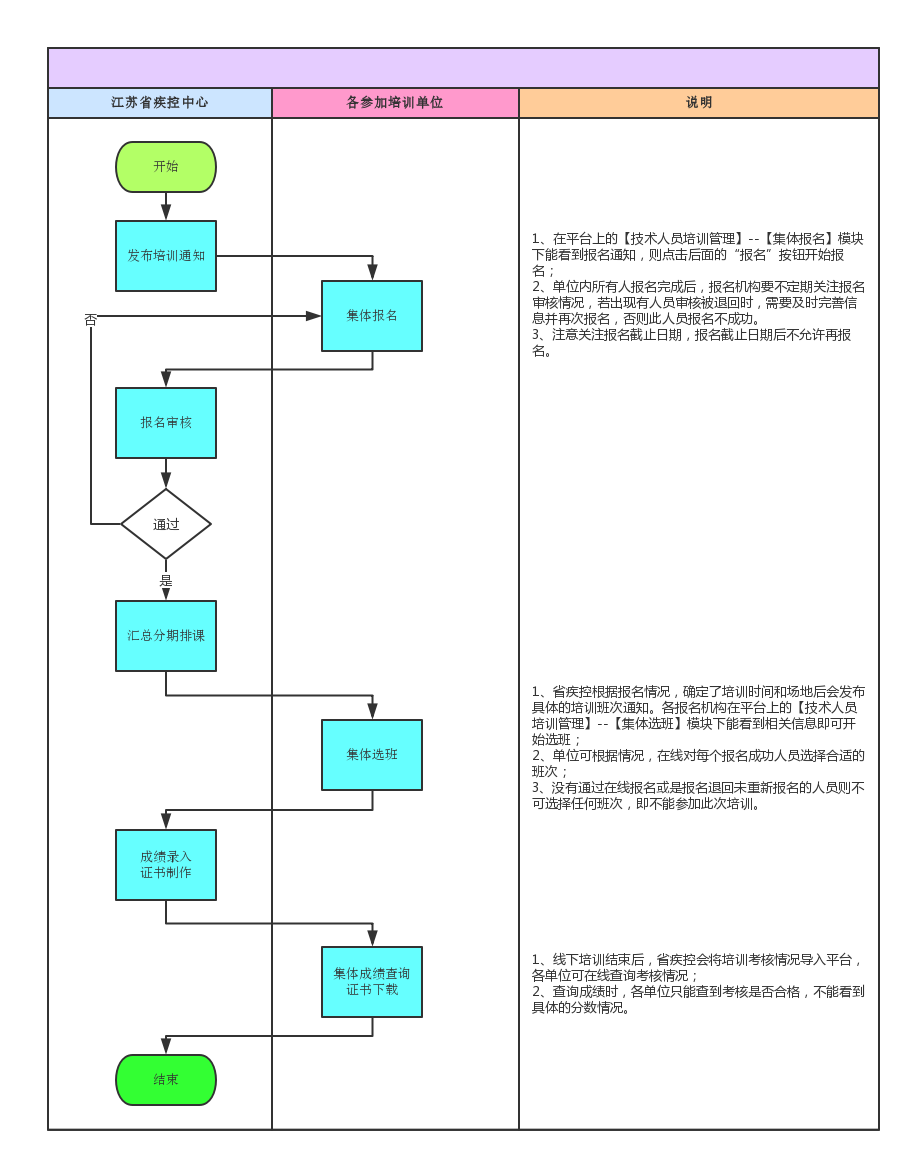 江苏省疾控中心
各参加培训单位
说明
开始
发布培训通知
1、在平台上的【技术人员培训管理】--【集体报名】模块
下能看到报名通知，则点击后面的“报名”按钮开始报
名；
2、单位内所有人报名完成后，报名机构要不定期关注报名
审核情况，若出现有人员审核被退回时，需要及时完善信
息并再次报名，否则此人员报名不成功。
3、注意关注报名截止日期，报名截止日期后不允许再报
名。
集体报名
否
报名审核
通过
是
汇总分期排课
1、省疾控根据报名情况，确定了培训时间和场地后会发布
具体的培训班次通知。各报名机构在平台上的【技术人员
培训管理】--【集体选班】模块下能看到相关信息即可开
始选班；
2、单位可根据情况，在线对每个报名成功人员选择合适的
班次；
3、没有通过在线报名或是报名退回未重新报名的人员则不
可选择任何班次，即不能参加此次培训。
集体选班
成绩录入
证书制作
集体成绩查询
证书下载
1、线下培训结束后，省疾控会将培训考核情况导入平台，
各单位可在线查询考核情况；
2、查询成绩时，各单位只能查到考核是否合格，不能看到
具体的分数情况。
结束